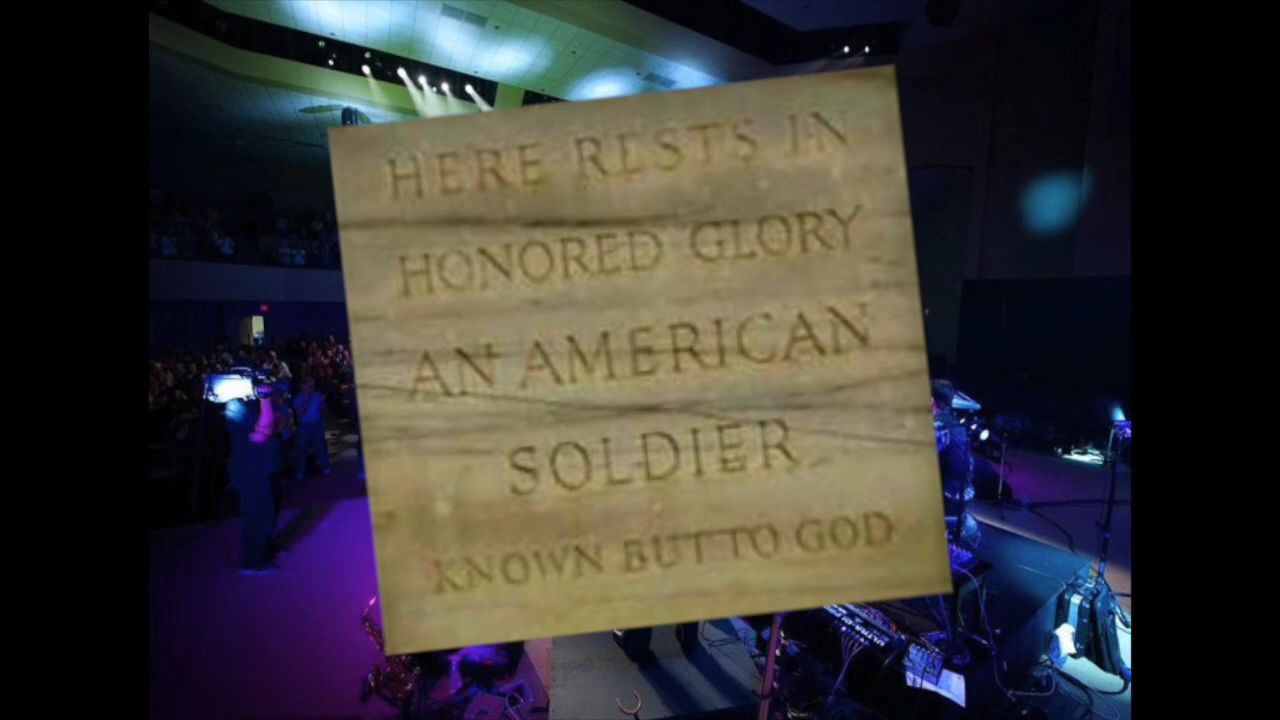 HERE RESTS IN
HONORED GLORY
AN AMERICAN
SOLDIER
KNOWN BUT TO GOD